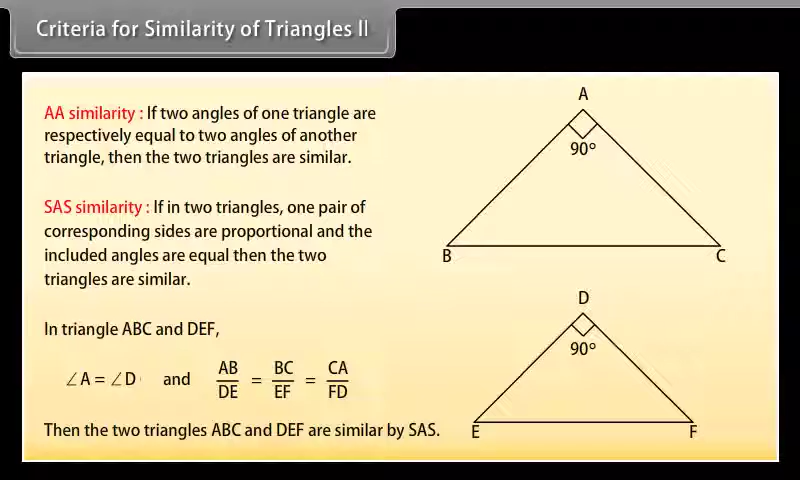 Criteria for Similarity of Triangles II
AA similarity : If two angles of one triangle are
respectively equal to two angles of another
triangle, then the two triangles are similar.
SAS similarity : If in two triangles, one pair of
corresponding sides are proportional and the
included angles are equal then the two
triangles are similar.
In triangle ABC and DEF,
∠A = ∠D and AB/DE = BC/EF = CA/FD
Then the two triangles ABC and DEF are similar by SAS.
A
90°
B C
D
90°
E F